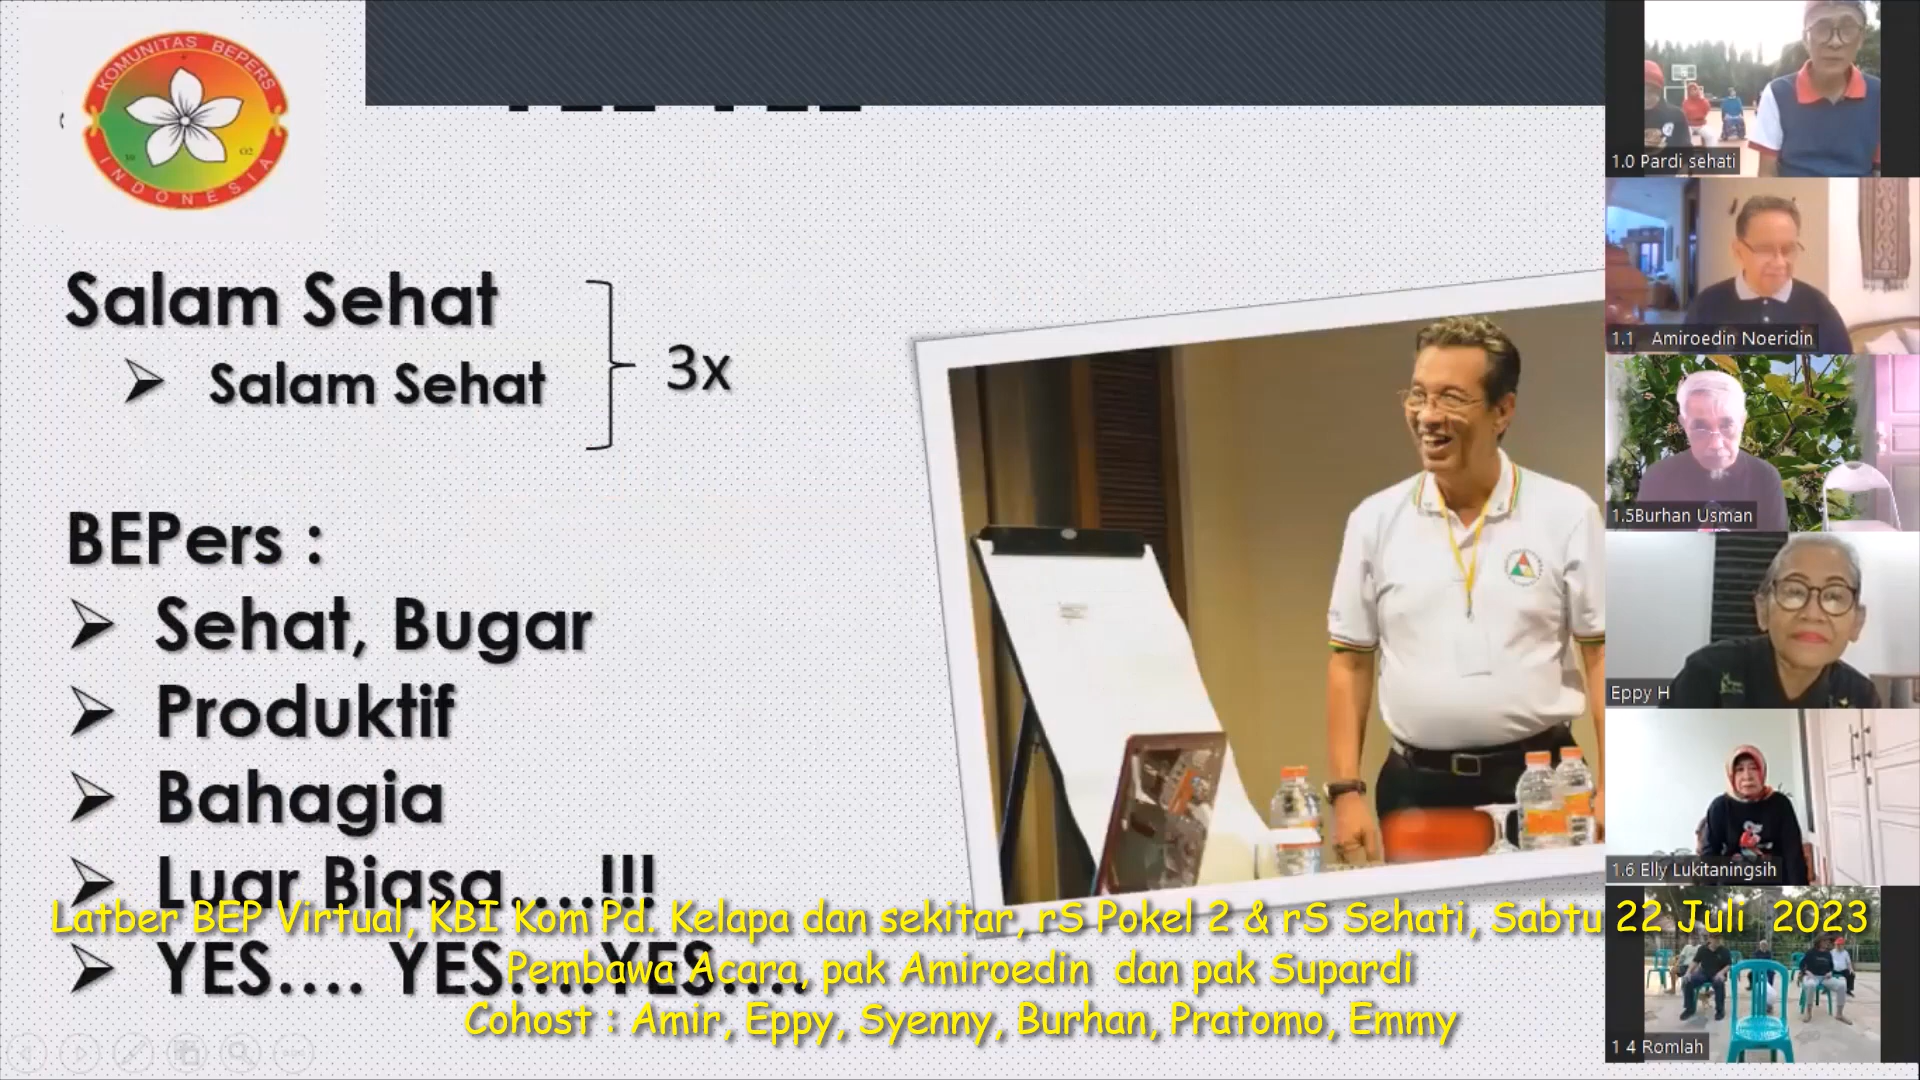 KOMUNITAS BEPERS
INDONESIA
Salam Sehat
Salam Sehat
3x
BEPers :
Sehat, Bugar
Produktif
Bahagia
Luar Biasa....!!!
YES.... YES....YES....
Latber BEP Virtual, KBI Kom Pd. Kelapa dan sekitar, rS Pokel 2 & rS Sehati, Sabtu 22 Juli 2023
Pembawa Acara, pak Amiroedin dan pak Supardi
Cohost : Amir, Eppy, Syenny, Burhan, Pratomo, Emmy
1.0 Pardi sehati
1.1 Amiroedin Noeridin
1.5Burhan Usman
Eppy H
1.6 Elly Lukitaningsih
1 4 Romlah